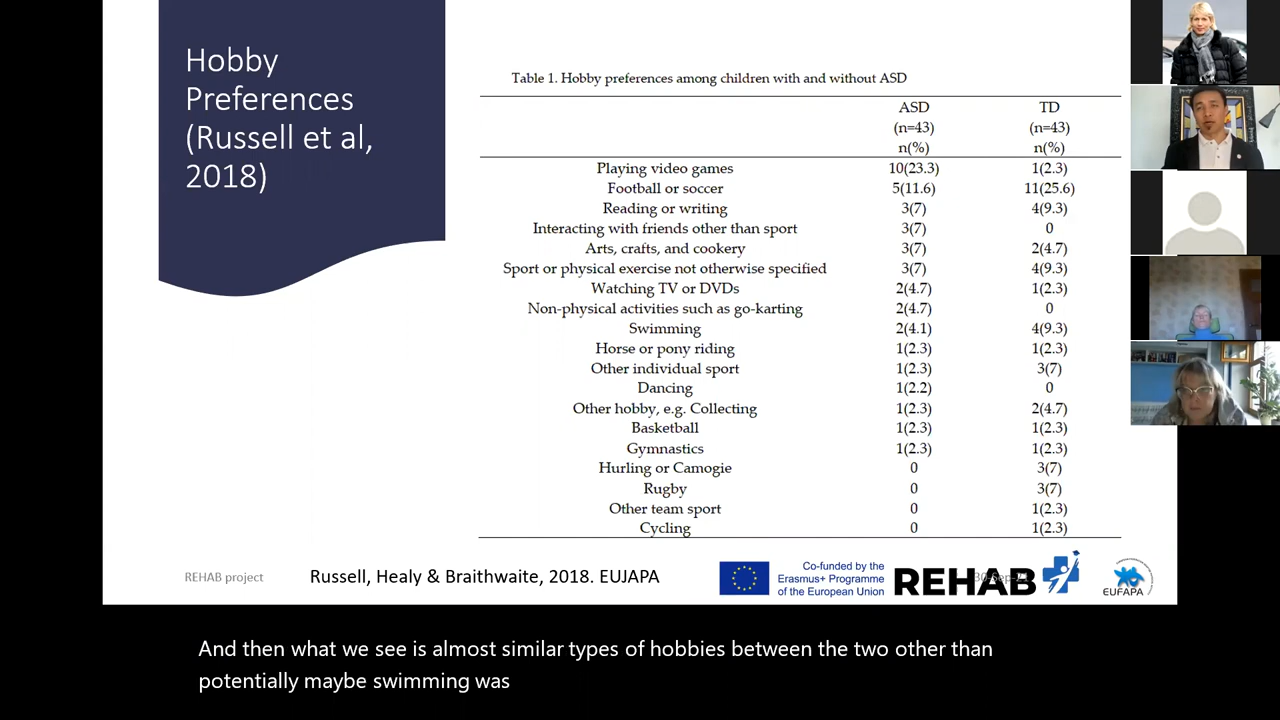 Hobby
Preferences
(Russell et al,
2018)
Table 1. Hobby preferences among children with and without ASD
ASD TD
(n=43) (n=43)
n(%) n(%)
Playing video games 10(23.3) 1(2.3)
Football or soccer 5(11.6) 11(25.6)
Reading or writing 3(7) 4(9.3)
Interacting with friends other than sport 3(7) 0
Arts, crafts, and cookery 3(7) 2(4.7)
Sport or physical exercise not otherwise specified 3(7) 4(9.3)
Watching TV or DVDs 2(4.7) 1(2.3)
Non-physical activities such as go-karting 2(4.7) 0
Swimming 2(4.1) 4(9.3)
Horse or pony riding 1(2.3) 1(2.3)
Other individual sport 1(2.3) 3(7)
Dancing 1(2.2) 0
Other hobby, e.g. Collecting 1(2.3) 2(4.7)
Basketball 1(2.3) 1(2.3)
Gymnastics 1(2.3) 1(2.3)
Hurling or Camogie 0 3(7)
Rugby 0 3(7)
Other team sport 0 1(2.3)
Cycling 0 1(2.3)
REHAB project
Russell, Healy & Braithwaite, 2018. EUJAPA
Co-funded by the
Erasmus+ Programme
of the European Union
REHAB
EUFAPA
And then what we see is almost similar types of hobbies between the two other than
potentially maybe swimming was